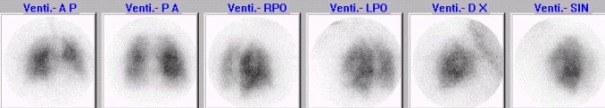 Venti.- A P
Venti.- P A
Venti.- RPO
Venti.- LPO
Venti.- D X
Venti.- SIN